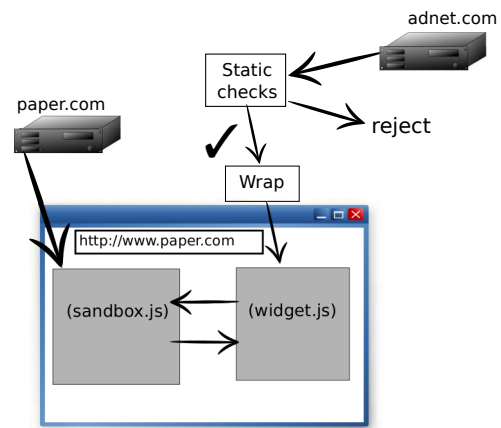 adnet.com
Static
checks
paper.com
reject
Wrap
http://www.paper.com
(sandbox.js)
(widget.js)